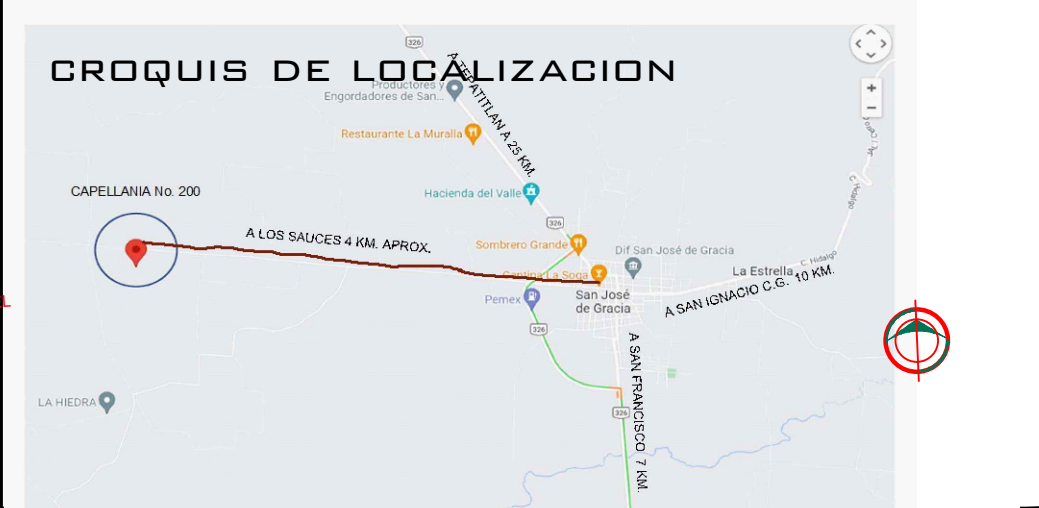 326
CROQUIS DE LOCALIZACION
A TEPATITLAN A 25 KM.
Productores y
Engordadores de San...
Restaurante La Muralla
CAPELLANIA No. 200
Hacienda del Valle
C. Hidalgo
326
A LOS SAUCES 4 KM. APROX.
Sombrero Grande
Dif San José de Gracia
Cantina La Soga
La Estrella
C. Hidalgo
A SAN IGNACIO C.G. 10 KM.
Pemex
San José
de Gracia
326
A SAN FRANCISCO 7 KM.
LA HIEDRA
326
L